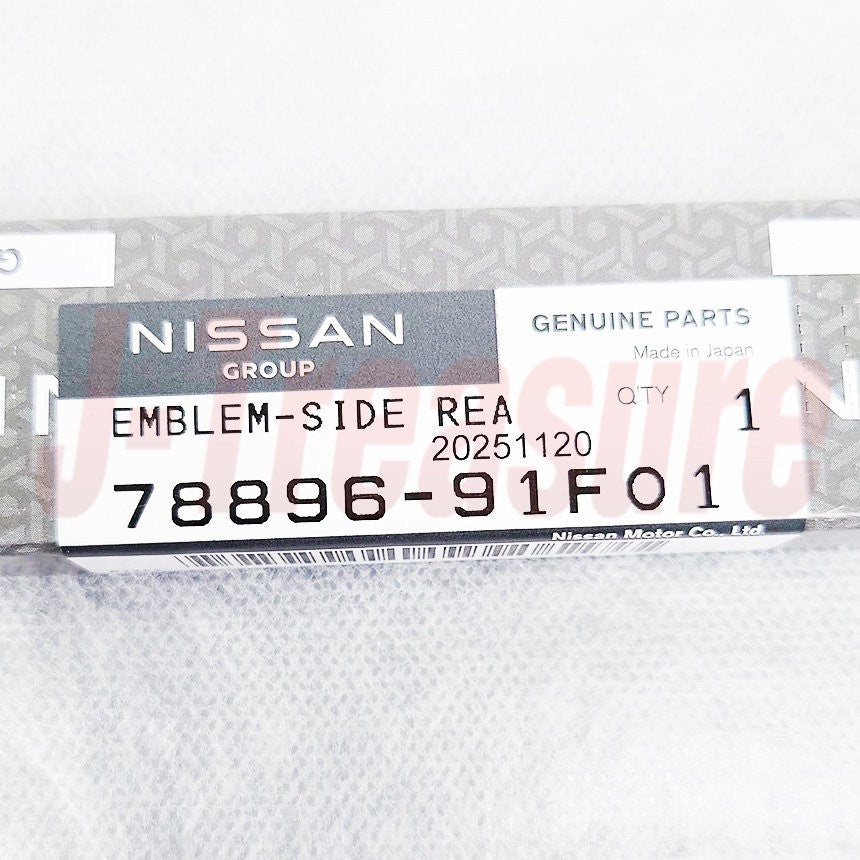 NISSAN
GROUP
GENUINE PARTS
Made in Japan
EMBLEM-SIDE REA
Q'TY 1
20251120
78896-91F01
Nissan Motor Co., Ltd.
J-Treasure